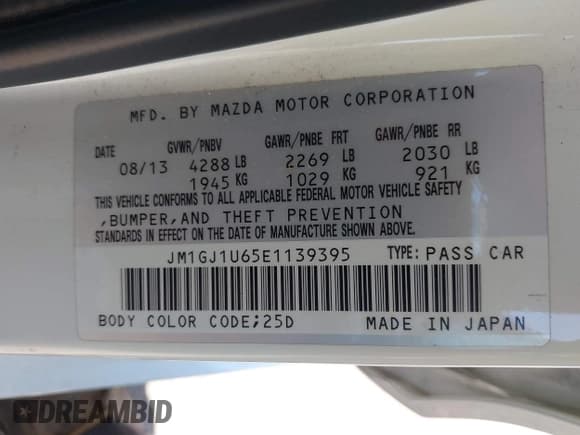 MFD. BY MAZDA MOTOR CORPORATION
DATE GVWR/PNBV GAWR/PNBE FRT GAWR/PNBE RR
08/13 4288 LB 2269 LB 2030 LB
1945 KG 1029 KG 921 KG
THIS VEHICLE CONFORMS TO ALL APPLICABLE FEDERAL MOTOR VEHICLE SAFETY
,BUMPER,AND THEFT PREVENTION
STANDARDS IN EFFECT ON THE DATE OF MANUFACTURE SHOWN ABOVE.
JM1GJ1U65E1139395 TYPE: PASS CAR
BODY COLOR CODE;25D MADE IN JAPAN
DREAMBID